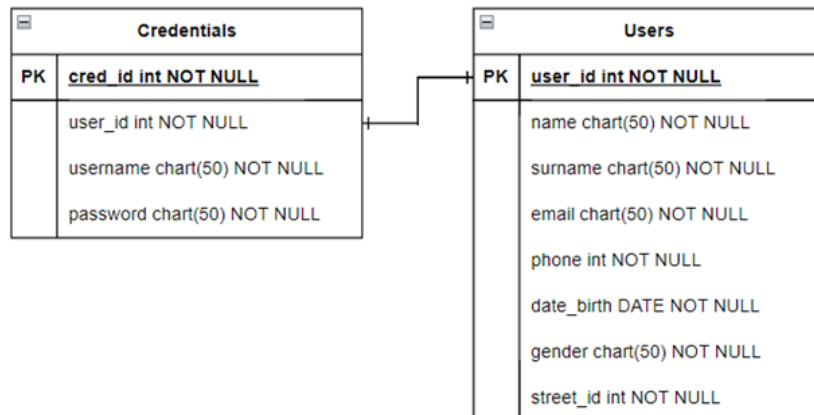 Credentials
PK cred_id int NOT NULL
user_id int NOT NULL
username chart(50) NOT NULL
password chart(50) NOT NULL
Users
PK user_id int NOT NULL
name chart(50) NOT NULL
surname chart(50) NOT NULL
email chart(50) NOT NULL
phone int NOT NULL
date_birth DATE NOT NULL
gender chart(50) NOT NULL
street_id int NOT NULL